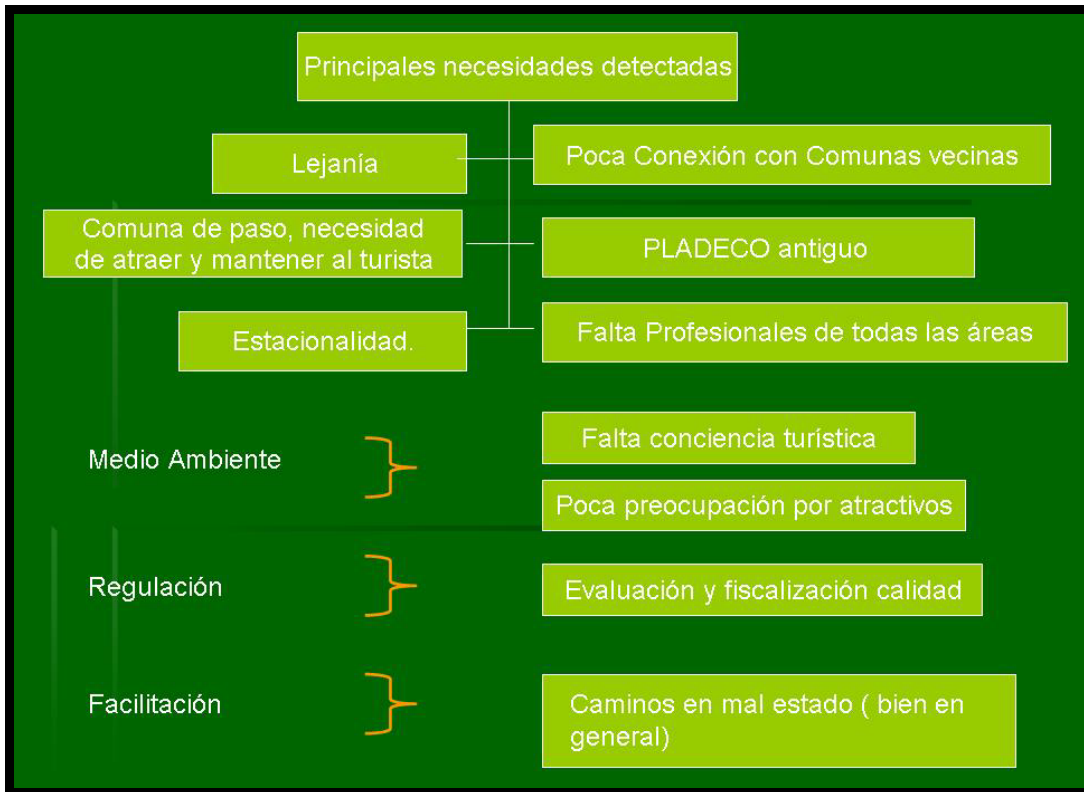 Principales necesidades detectadas
Lejanía
Poca Conexión con Comunas vecinas
Comuna de paso, necesidad
de atraer y mantener al turista
PLADECO antiguo
Estacionalidad.
Falta Profesionales de todas las áreas
Medio Ambiente
Falta conciencia turística
Poca preocupación por atractivos
Regulación
Evaluación y fiscalización calidad
Facilitación
Caminos en mal estado ( bien en
general)